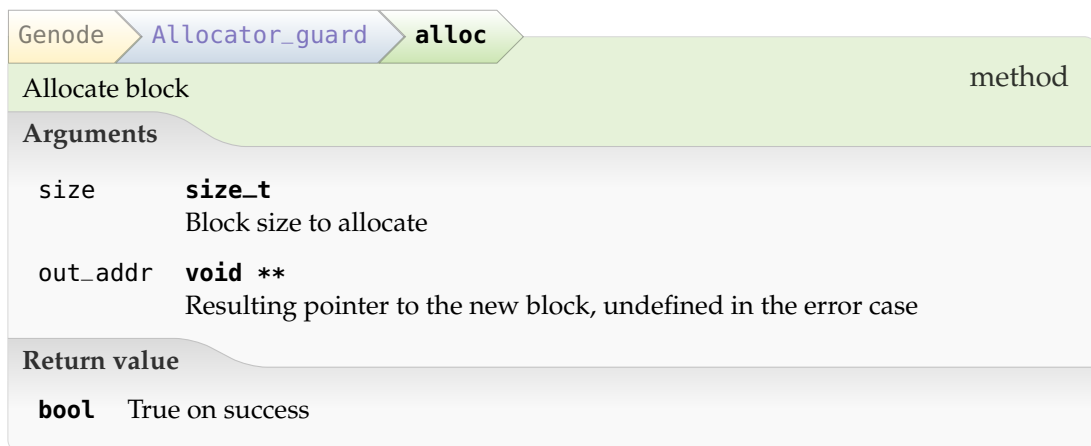 Genode Allocator_guard alloc
method
Allocate block
Arguments
size size_t
Block size to allocate
out_addr void **
Resulting pointer to the new block, undefined in the error case
Return value
bool True on success